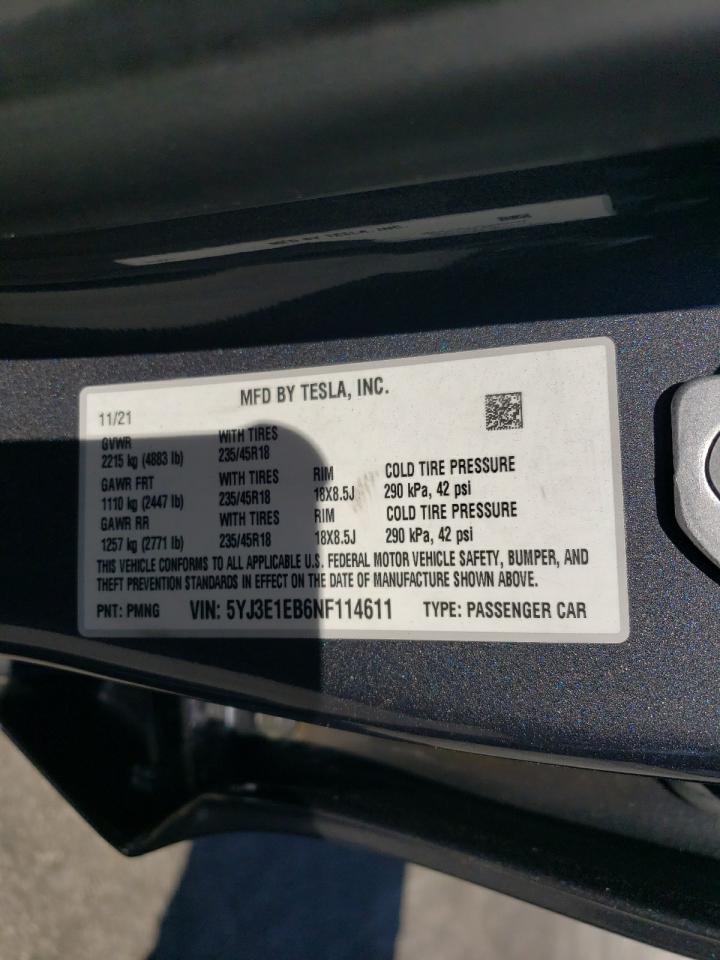 MFD BY TESLA, INC.
MFD BY TESLA, INC.
11/21
GVWR WITH TIRES
2215 kg (4883 lb) 235/45R18
GAWR FRT WITH TIRES RIM COLD TIRE PRESSURE
1110 kg (2447 lb) 235/45R18 18X8.5J 290 kPa, 42 psi
GAWR RR WITH TIRES RIM COLD TIRE PRESSURE
1257 kg (2771 lb) 235/45R18 18X8.5J 290 kPa, 42 psi
THIS VEHICLE CONFORMS TO ALL APPLICABLE U.S. FEDERAL MOTOR VEHICLE SAFETY, BUMPER, AND
THEFT PREVENTION STANDARDS IN EFFECT ON THE DATE OF MANUFACTURE SHOWN ABOVE.
PNT: PMNG VIN: 5YJ3E1EB6NF114611 TYPE: PASSENGER CAR